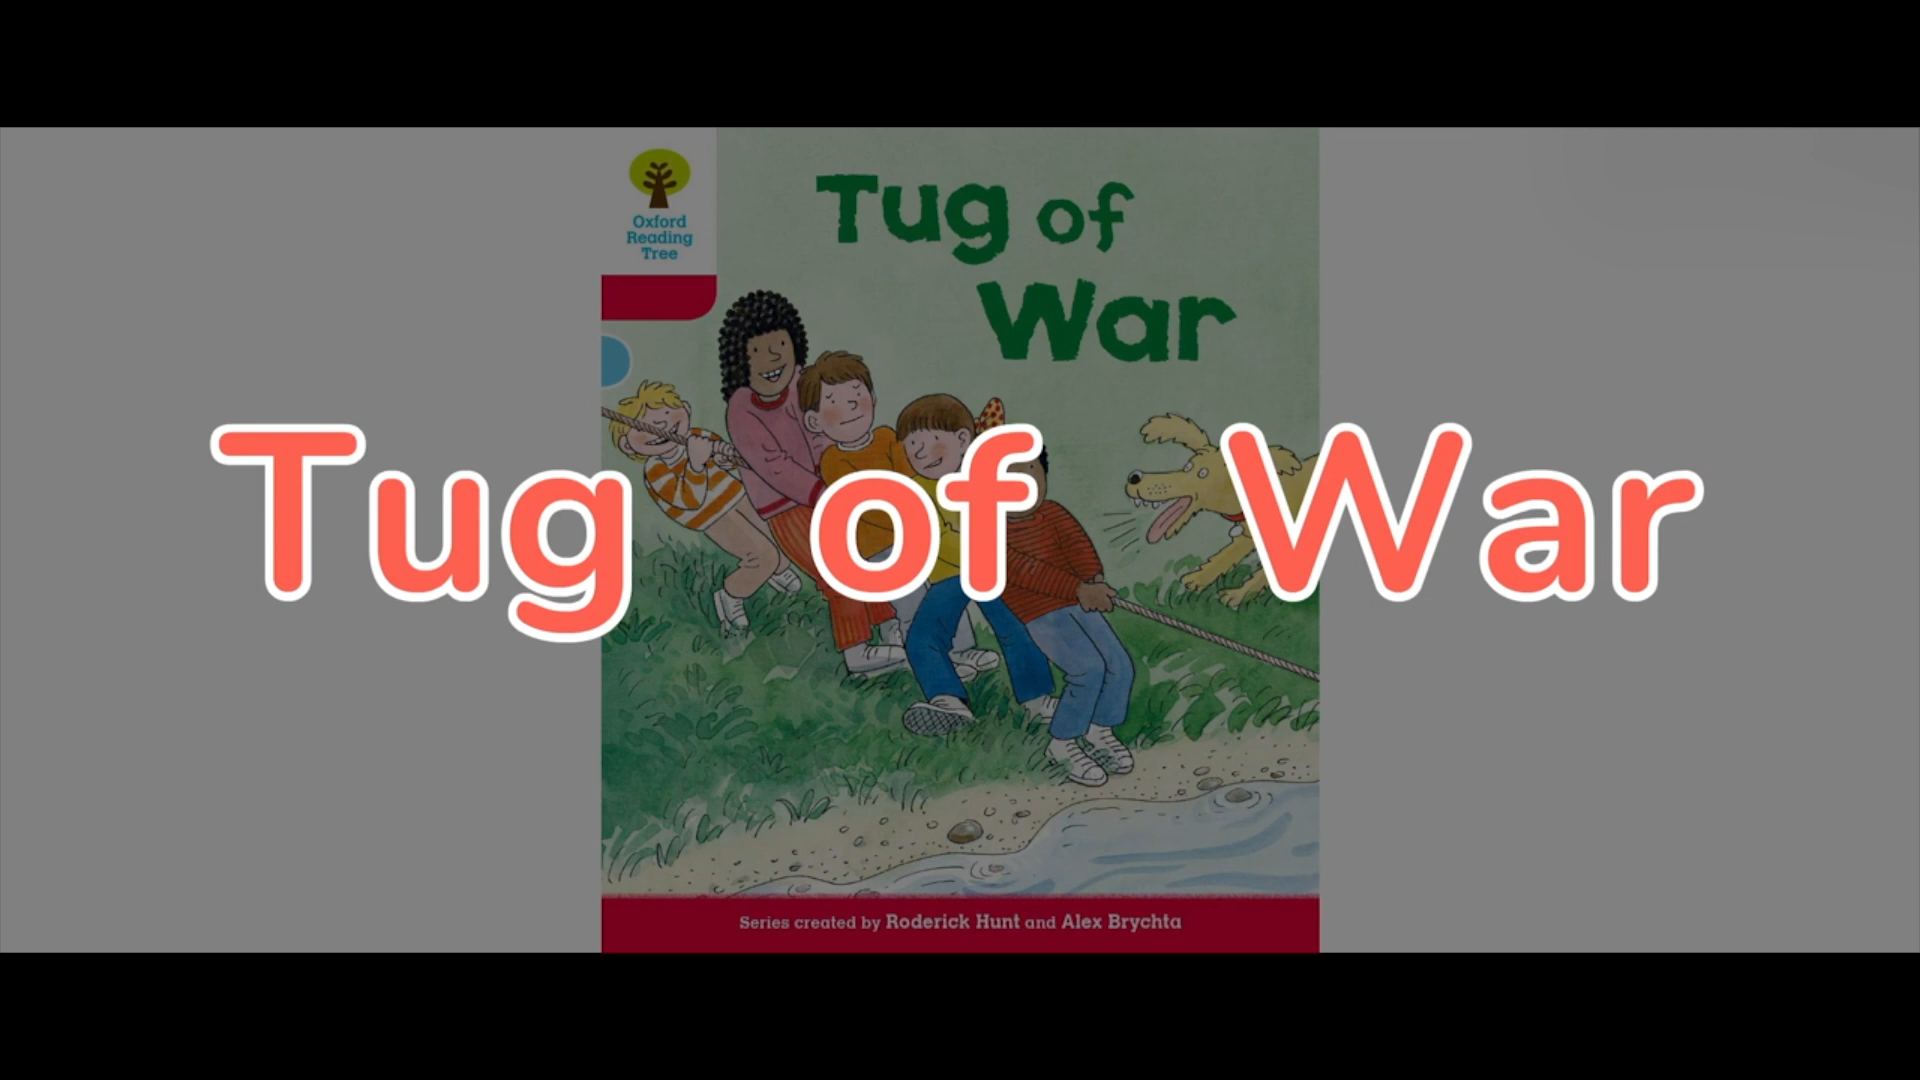 Oxford
Reading
Tree
Tug of
War
Tug of War
Series created by Roderick Hunt and Alex Brychta